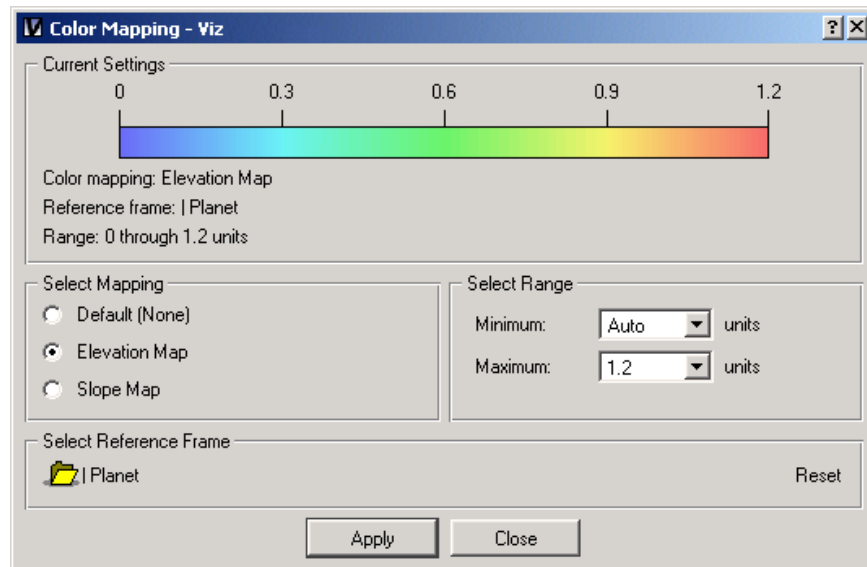 Color Mapping - Viz
Current Settings
0 0.3 0.6 0.9 1.2
Color mapping: Elevation Map
Reference frame: | Planet
Range: 0 through 1.2 units
Select Mapping
Default (None)
Elevation Map
Slope Map
Select Range
Minimum: Auto units
Maximum: 1.2 units
Select Reference Frame
| Planet Reset
Apply Close